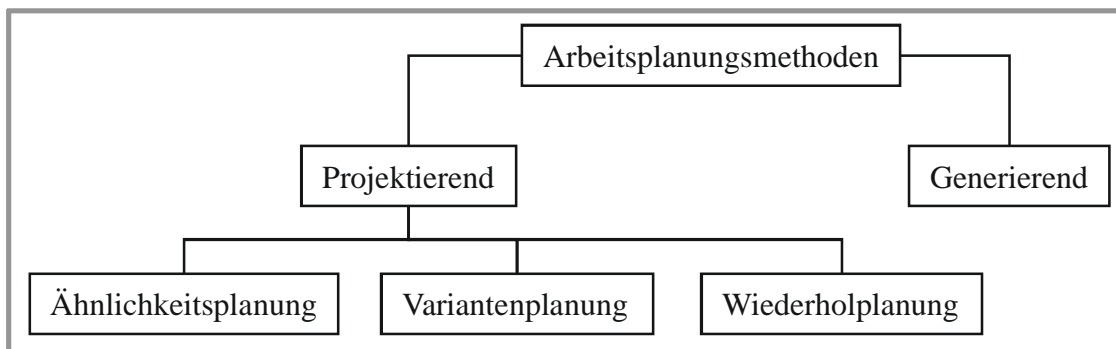 Arbeitsplanungsmethoden
Projektierend
Generierend
Ähnlichkeitsplanung
Variantenplanung
Wiederholplanung